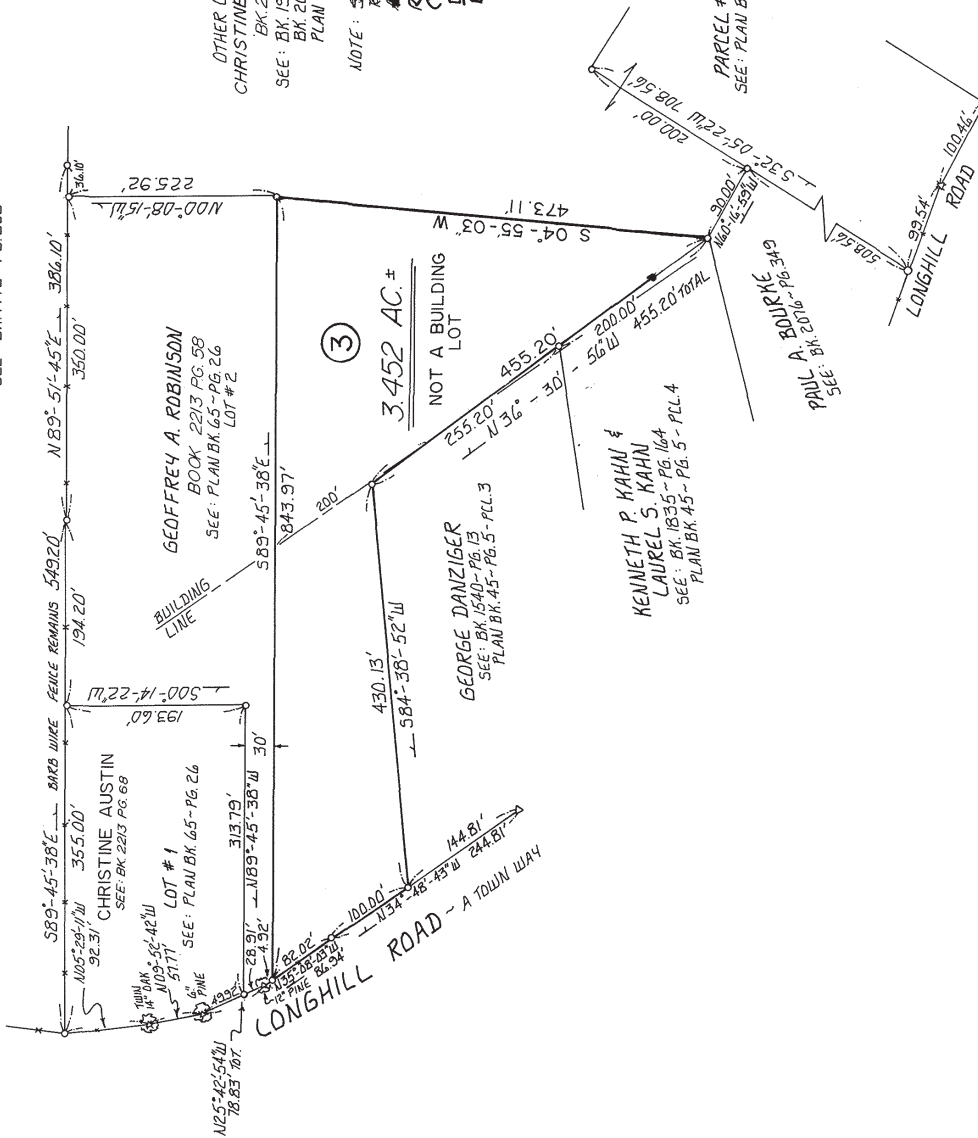 OTHER
CHRISTINE
SEE: BK. 19
PLAN
NOTE:
S89°-45'-38"E
BARB WIRE FENCE REMAINS 549.20'
355.00'
194.20'
N89°-51'-45"E
386.10'
350.00'
36.10'
N05°-29'-11"W
92.31'
CHRISTINE AUSTIN
SEE: BK 2213 PG. 68
TWIN
14" OAK
N09°-52'-42"W
57.77'
LOT # 1
SEE: PLAN BK. 65~PG. 26
6"
PINE
S00°-14'-22"W
193.60'
GEOFFREY A. ROBINSON
BOOK 2213 PG. 58
SEE: PLAN BK. 65~PG. 26
LOT #2
N00°-08'-15"W
225.92'
BUILDING
LINE
200'
313.79'
N89°-45'-38"W
30'
S89°-45'-38"E
843.97'
49.92'
28.91'
4.92'
N25°-42'-54"W
78.83' TOT.
82.02'
N35°-08'-03"W
86.94'
12" PINE
100.00'
N34°-48'-43"W
144.81'
244.81'
LONGHILL ROAD ~ A TOWN WAY
3
3.452 AC.±
NOT A BUILDING
LOT
S 04°-55'-03" W
473.11'
430.13'
S84°-38'-52"W
GEORGE DANZIGER
SEE: BK. 1540~PG. 13
PLAN BK. 45~PG. 5-PCL. 3
255.20'
455.20'
200.00'
N 36°-30'-56" W
455.20' TOTAL
KENNETH P. KAHN &
LAUREL S. KAHN
SEE: BK. 1835~PG. 164
PLAN BK. 45~PG. 5-PCL. 4
90.00'
N60°-16'-59"W
PAUL A. BOURKE
SEE: BK. 2076~PG. 349
200.00'
S 32°-05'-22"W 708.56'
508.56'
PARCEL #
SEE: PLAN B
99.54'
100.46'
LONGHILL ROAD